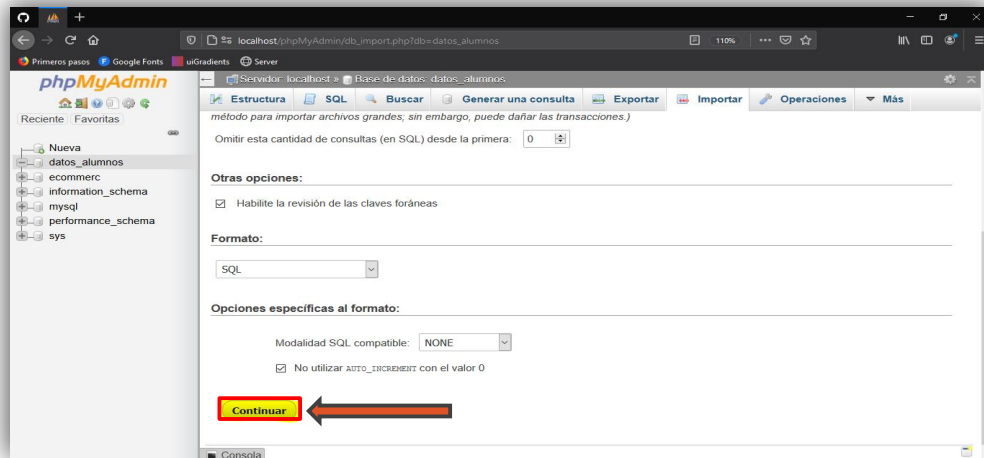 localhost/phpMyAdmin/db_import.php?db=datos_alumnos
110%
Primeros pasos
Google Fonts
uiGradients
Server
phpMyAdmin
Reciente
Favoritas
Nueva
datos_alumnos
ecommerc
information_schema
mysql
performance_schema
sys
Servidor: localhost » Base de datos: datos_alumnos
Estructura
SQL
Buscar
Generar una consulta
Exportar
Importar
Operaciones
Más
método para importar archivos grandes; sin embargo, puede dañar las transacciones.)
Omitir esta cantidad de consultas (en SQL) desde la primera: 0
Otras opciones:
Habilite la revisión de las claves foráneas
Formato:
SQL
Opciones específicas al formato:
Modalidad SQL compatible: NONE
No utilizar AUTO_INCREMENT con el valor 0
Continuar
Consola